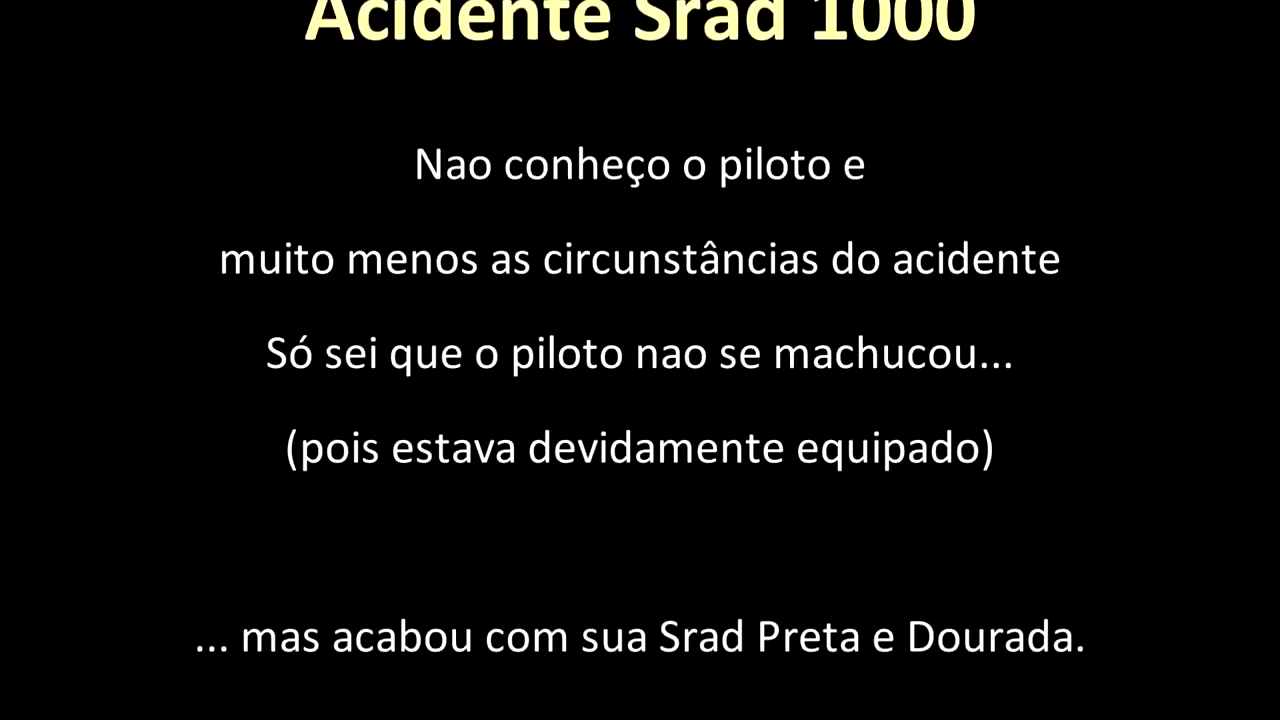 Acidente Srad 1000
Nao conheço o piloto e
muito menos as circunstâncias do acidente
Só sei que o piloto nao se machucou...
(pois estava devidamente equipado)
... mas acabou com sua Srad Preta e Dourada.